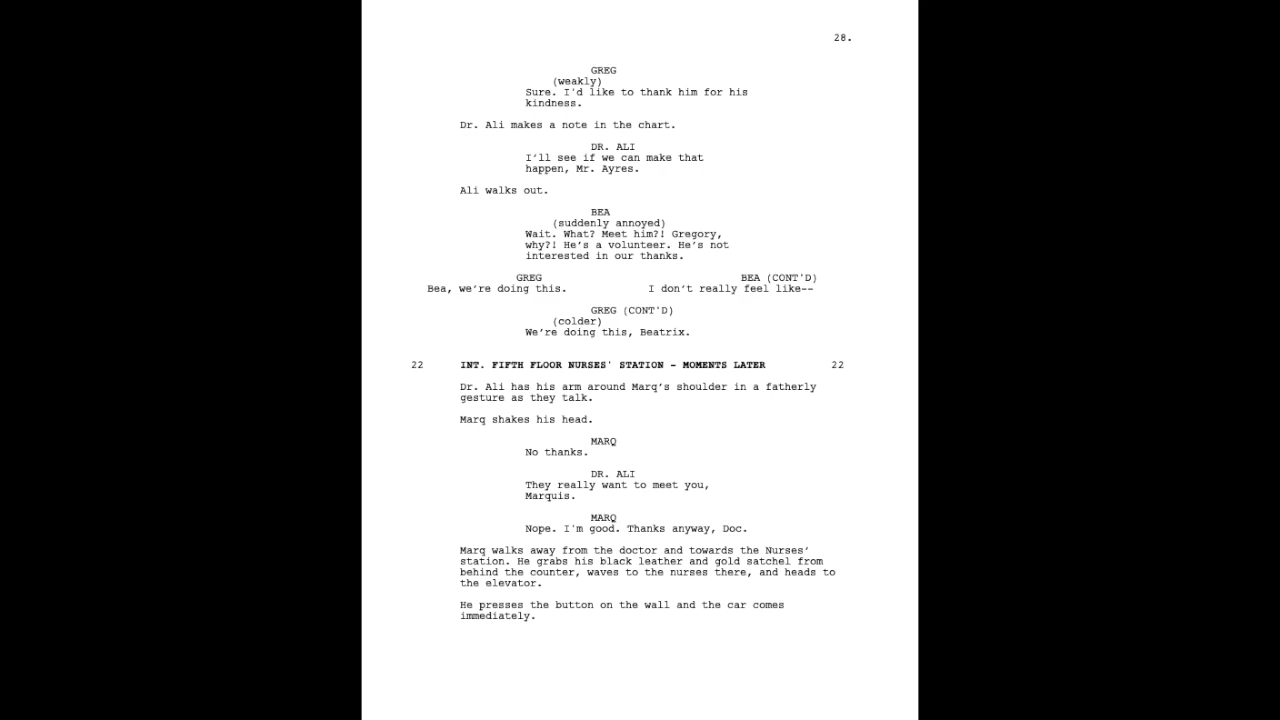 28.
GREG
(weakly)
Sure. I'd like to thank him for his
kindness.
Dr. Ali makes a note in the chart.
DR. ALI
I’ll see if we can make that
happen, Mr. Ayres.
Ali walks out.
BEA
(suddenly annoyed)
Wait. What? Meet him?! Gregory,
why?! He’s a volunteer. He’s not
interested in our thanks.
GREG
Bea, we’re doing this.
BEA (CONT'D)
I don’t really feel like--
GREG (CONT'D)
(colder)
We're doing this, Beatrix.
22 INT. FIFTH FLOOR NURSES' STATION - MOMENTS LATER 22
Dr. Ali has his arm around Marq’s shoulder in a fatherly
gesture as they talk.
Marq shakes his head.
MARQ
No thanks.
DR. ALI
They really want to meet you,
Marquis.
MARQ
Nope. I'm good. Thanks anyway, Doc.
Marq walks away from the doctor and towards the Nurses’
station. He grabs his black leather and gold satchel from
behind the counter, waves to the nurses there, and heads to
the elevator.
He presses the button on the wall and the car comes
immediately.